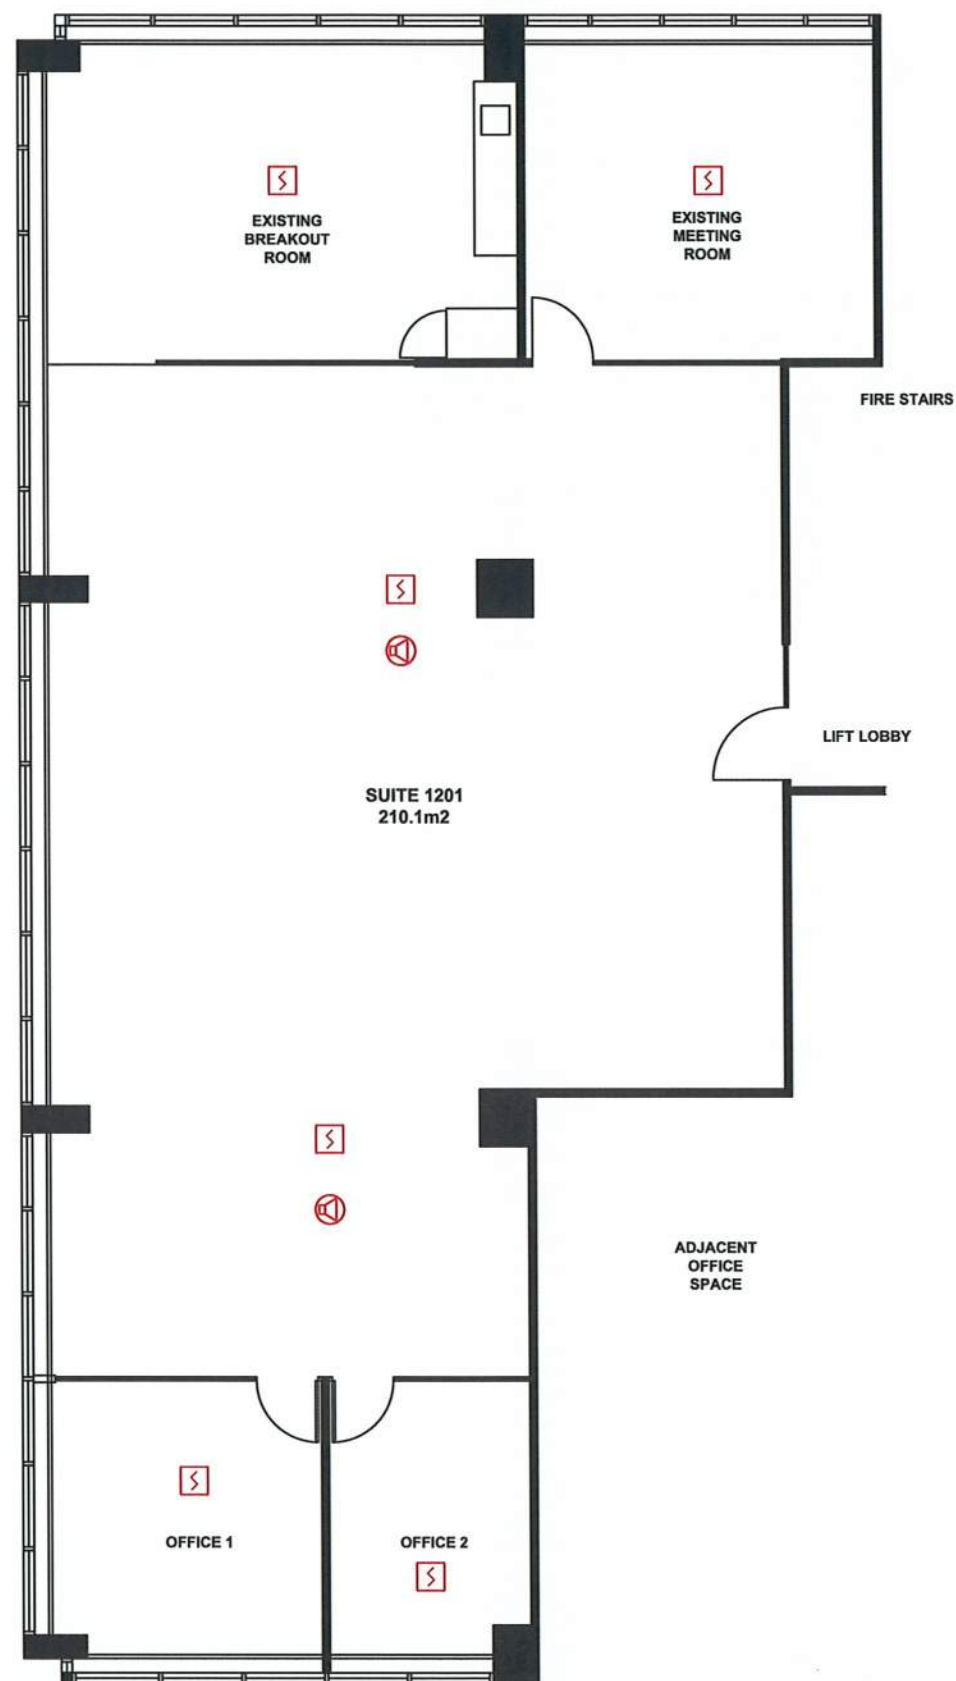 EXISTING
BREAKOUT
ROOM
EXISTING
MEETING
ROOM
FIRE STAIRS
LIFT LOBBY
SUITE 1201
210.1m2
ADJACENT
OFFICE
SPACE
OFFICE 1
OFFICE 2